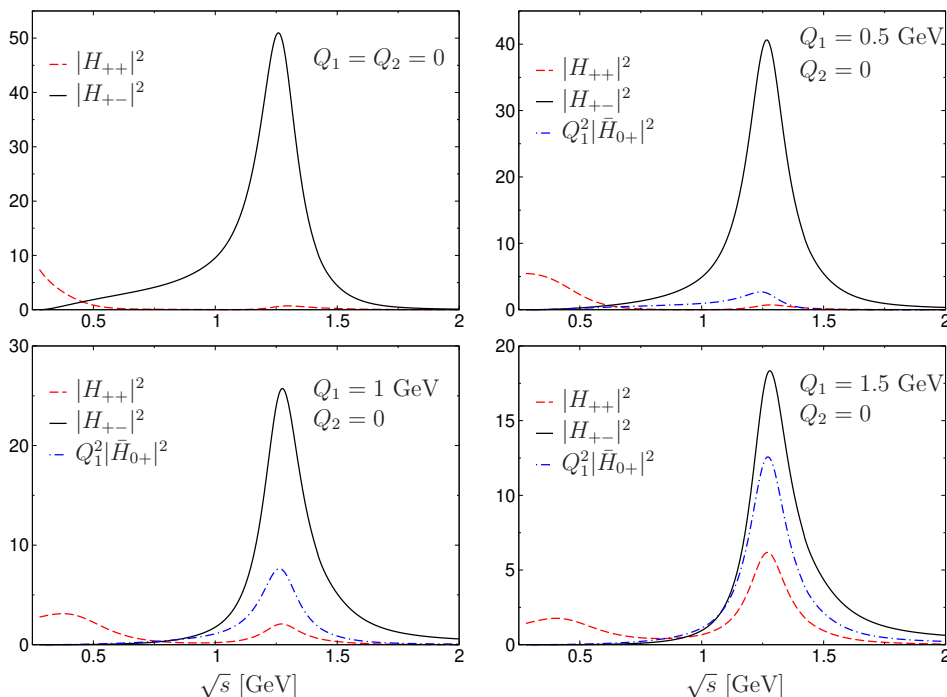 50
40
30
20
10
0
0.5
1
1.5
2
|H₊₊|²
|H₊₋|²
Q₁ = Q₂ = 0
40
30
20
10
0
0.5
1
1.5
2
|H₊₊|²
|H₊₋|²
Q₁²|H̄₀₊|²
Q₁ = 0.5 GeV
Q₂ = 0
30
20
10
0
0.5
1
1.5
2
|H₊₊|²
|H₊₋|²
Q₁²|H̄₀₊|²
Q₁ = 1 GeV
Q₂ = 0
√s [GeV]
20
15
10
5
0
0.5
1
1.5
2
|H₊₊|²
|H₊₋|²
Q₁²|H̄₀₊|²
Q₁ = 1.5 GeV
Q₂ = 0
√s [GeV]